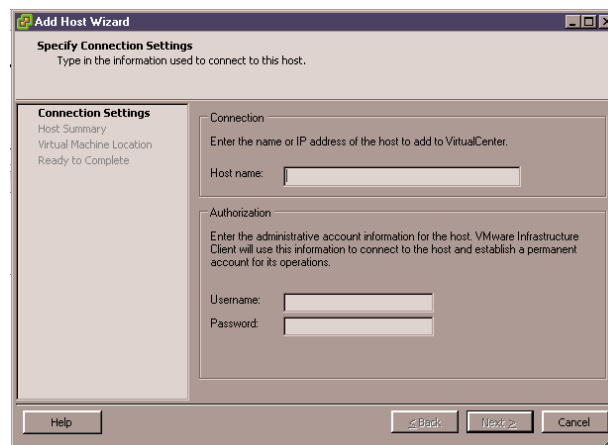 Add Host Wizard
Specify Connection Settings
Type in the information used to connect to this host.
Connection Settings
Host Summary
Virtual Machine Location
Ready to Complete
Connection
Enter the name or IP address of the host to add to VirtualCenter.
Host name:
Authorization
Enter the administrative account information for the host. VMware Infrastructure
Client will use this information to connect to the host and establish a permanent
account for its operations.
Username:
Password:
Help
< Back
Next >
Cancel